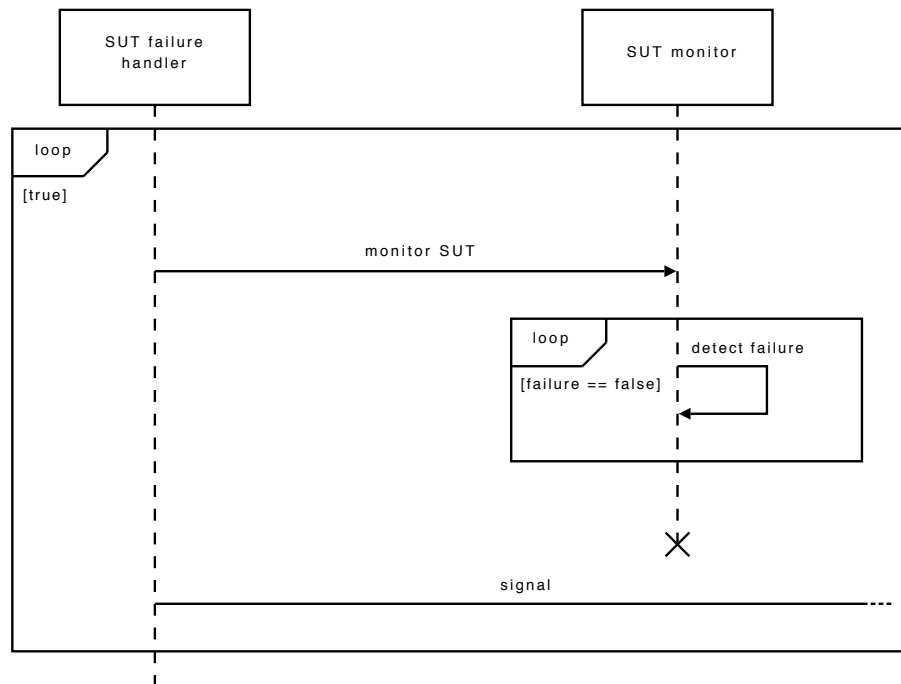 SUT failure
handler
SUT monitor
loop
[true]
monitor SUT
loop
detect failure
[failure == false]
signal